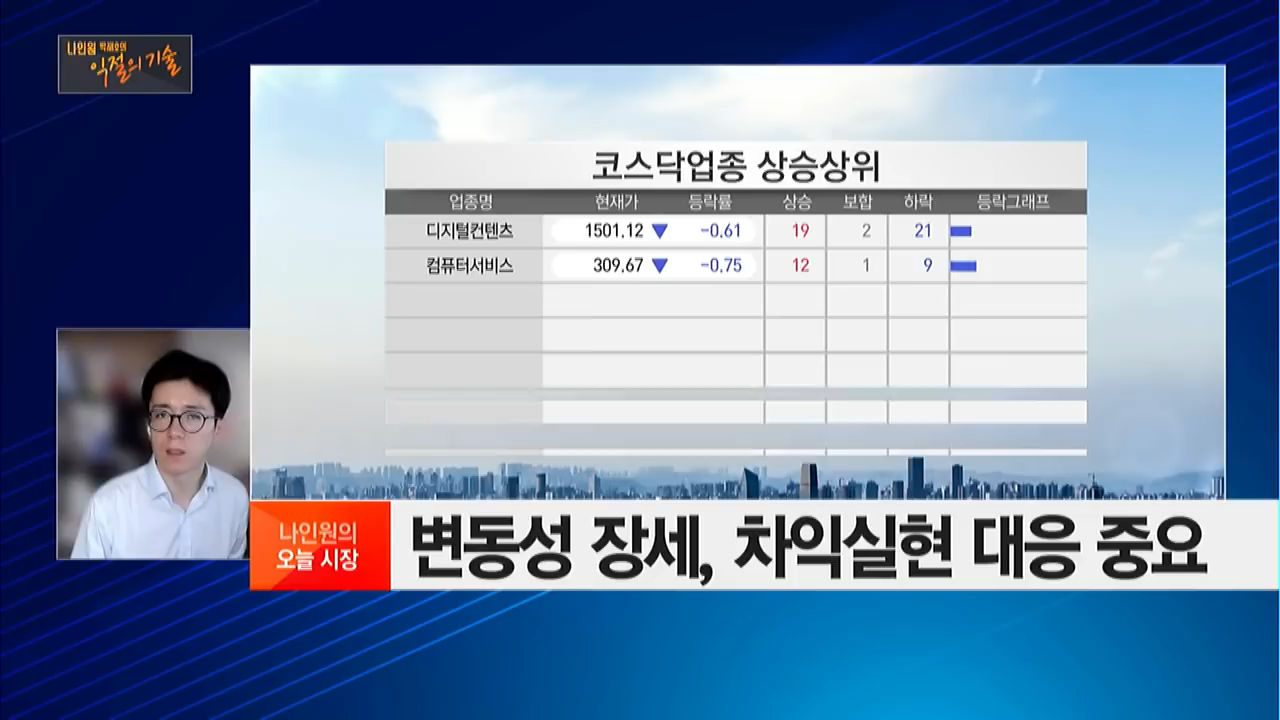 나인원 박재호의
익절의 기술
코스닥업종 상승상위
업종명 현재가 등락률 상승 보합 하락 등락그래프
디지털컨텐츠 1501.12 ▼ -0.61 19 2 21
컴퓨터서비스 309.67 ▼ -0.75 12 1 9
나인원의
오늘 시장
변동성 장세, 차익실현 대응 중요